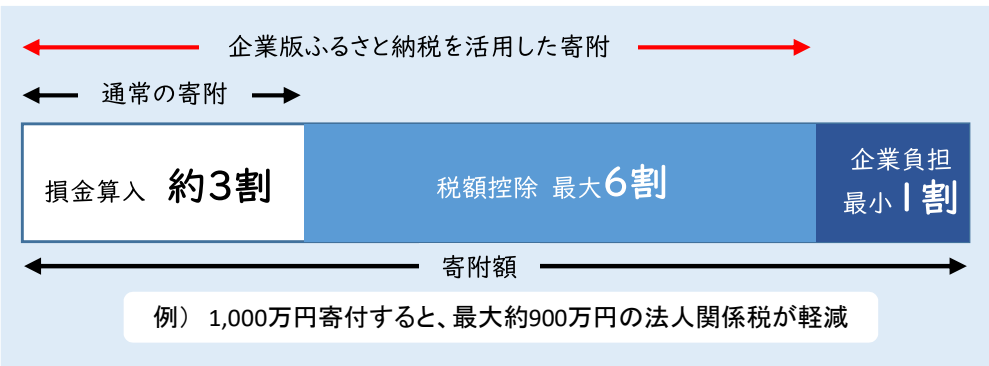 企業版ふるさと納税を活用した寄附
通常の寄附
損金算入 約3割
税額控除 最大6割
企業負担
最小1割
寄附額
例） 1,000万円寄付すると、最大約900万円の法人関係税が軽減